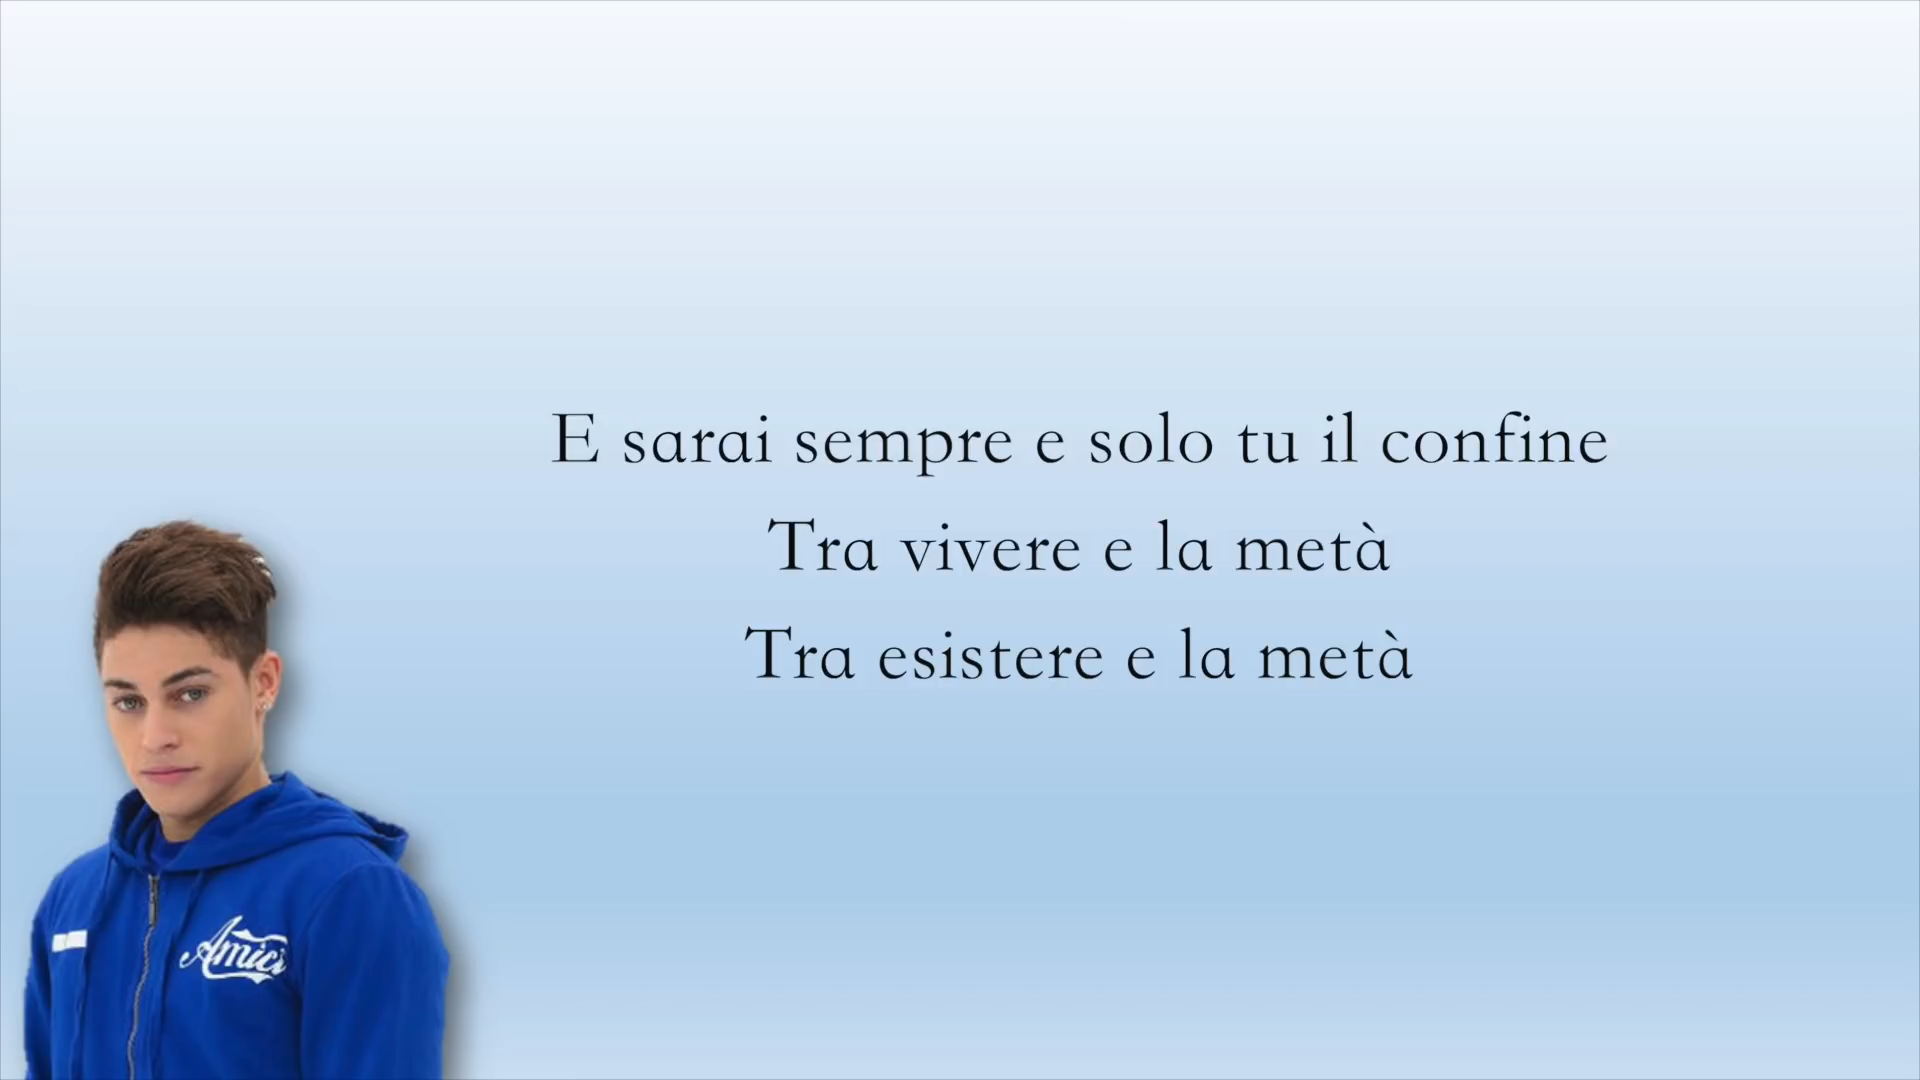 E sarai sempre e solo tu il confine
Tra vivere e la metà
Tra esistere e la metà
Amici